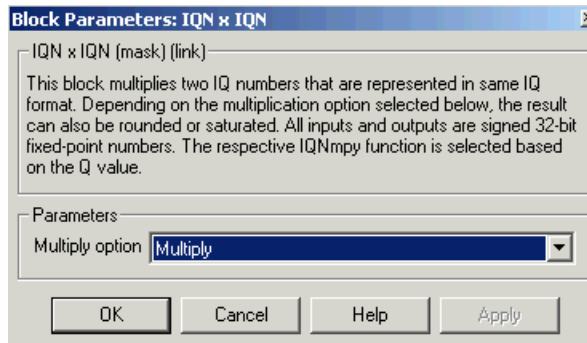 Block Parameters: IQN x IQN
IQN x IQN (mask) (link)
This block multiplies two IQ numbers that are represented in same IQ
format. Depending on the multiplication option selected below, the result
can also be rounded or saturated. All inputs and outputs are signed 32-bit
fixed-point numbers. The respective IQNmpy function is selected based
on the Q value.
Parameters
Multiply option Multiply
OK Cancel Help Apply